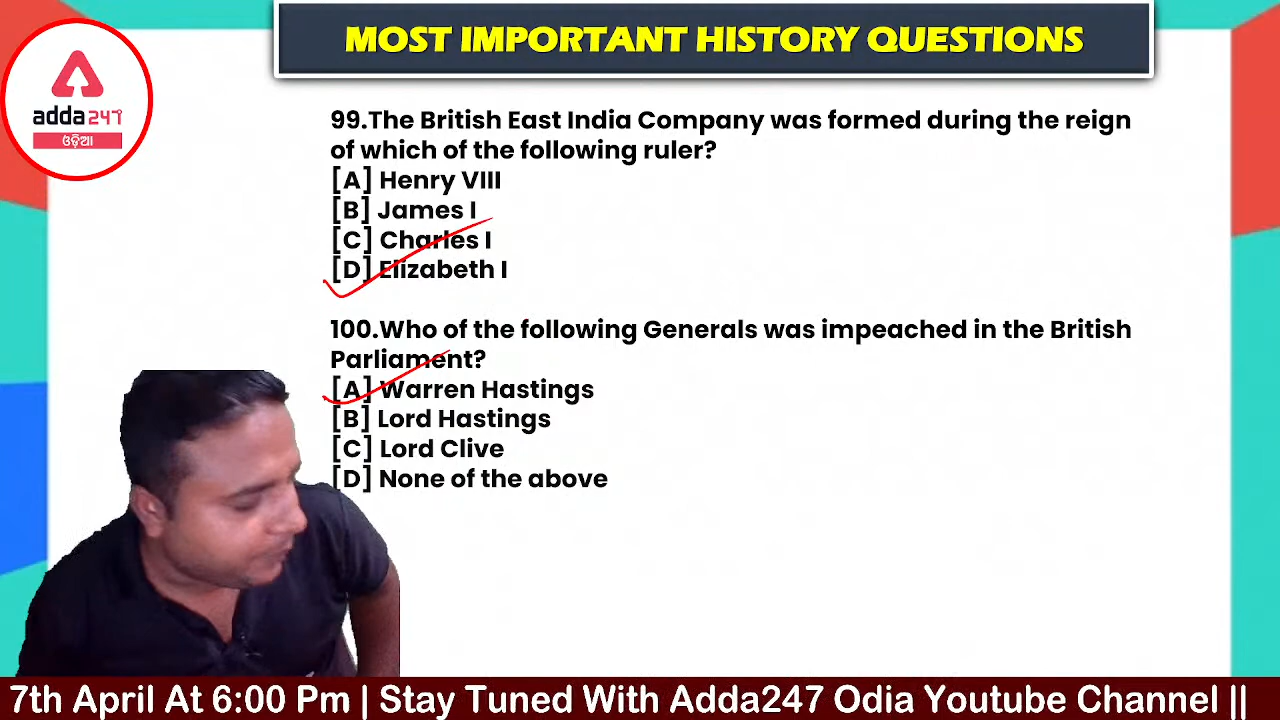 MOST IMPORTANT HISTORY QUESTIONS
adda247
ଓଡ଼ିଆ
99.The British East India Company was formed during the reign
of which of the following ruler?
[A] Henry VIII
[B] James I
[C] Charles I
[D] Elizabeth I
100.Who of the following Generals was impeached in the British
Parliament?
[A] Warren Hastings
[B] Lord Hastings
[C] Lord Clive
[D] None of the above
7th April At 6:00 Pm | Stay Tuned With Adda247 Odia Youtube Channel ||